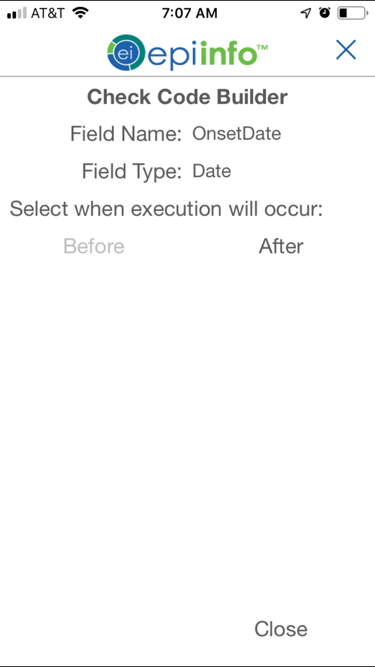 AT&T 7:07 AM
ei epiinfo™
Check Code Builder
Field Name: OnsetDate
Field Type: Date
Select when execution will occur:
Before After
Close